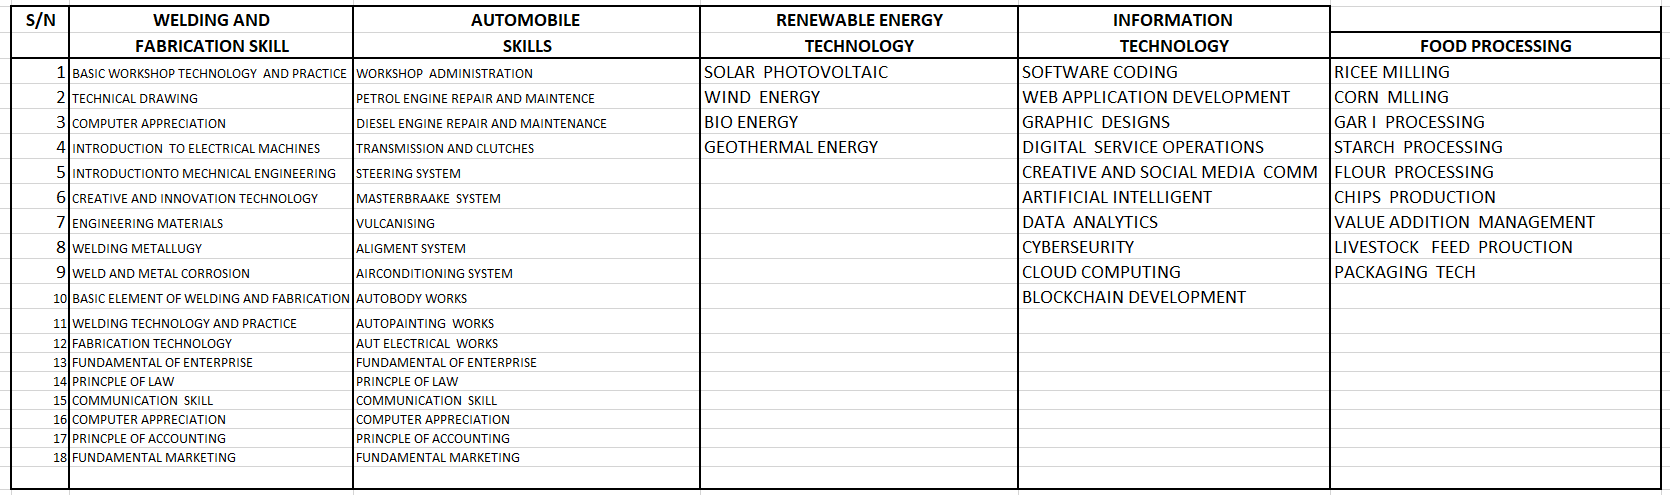 S/N WELDING AND AUTOMOBILE RENEWABLE ENERGY INFORMATION
FABRICATION SKILL SKILLS TECHNOLOGY TECHNOLOGY FOOD PROCESSING
1 BASIC WORKSHOP TECHNOLOGY AND PRACTICE WORKSHOP ADMINISTRATION SOLAR PHOTOVOLTAIC SOFTWARE CODING RICEE MILLING
2 TECHNICAL DRAWING PETROL ENGINE REPAIR AND MAINTENCE WIND ENERGY WEB APPLICATION DEVELOPMENT CORN MLLING
3 COMPUTER APPRECIATION DIESEL ENGINE REPAIR AND MAINTENANCE BIO ENERGY GRAPHIC DESIGNS GAR I PROCESSING
4 INTRODUCTION TO ELECTRICAL MACHINES TRANSMISSION AND CLUTCHES GEOTHERMAL ENERGY DIGITAL SERVICE OPERATIONS STARCH PROCESSING
5 INTRODUCTIONTO MECHNICAL ENGINEERING STEERING SYSTEM CREATIVE AND SOCIAL MEDIA COMM FLOUR PROCESSING
6 CREATIVE AND INNOVATION TECHNOLOGY MASTERBRAAKE SYSTEM ARTIFICIAL INTELLIGENT CHIPS PRODUCTION
7 ENGINEERING MATERIALS VULCANISING DATA ANALYTICS VALUE ADDITION MANAGEMENT
8 WELDING METALLUGY ALIGMENT SYSTEM CYBERSEURITY LIVESTOCK FEED PROUCTION
9 WELD AND METAL CORROSION AIRCONDITIONING SYSTEM CLOUD COMPUTING PACKAGING TECH
10 BASIC ELEMENT OF WELDING AND FABRICATION AUTOBODY WORKS BLOCKCHAIN DEVELOPMENT
11 WELDING TECHNOLOGY AND PRACTICE AUTOPAINTING WORKS
12 FABRICATION TECHNOLOGY AUT ELECTRICAL WORKS
13 FUNDAMENTAL OF ENTERPRISE FUNDAMENTAL OF ENTERPRISE
14 PRINCPLE OF LAW PRINCPLE OF LAW
15 COMMUNICATION SKILL COMMUNICATION SKILL
16 COMPUTER APPRECIATION COMPUTER APPRECIATION
17 PRINCPLE OF ACCOUNTING PRINCPLE OF ACCOUNTING
18 FUNDAMENTAL MARKETING FUNDAMENTAL MARKETING